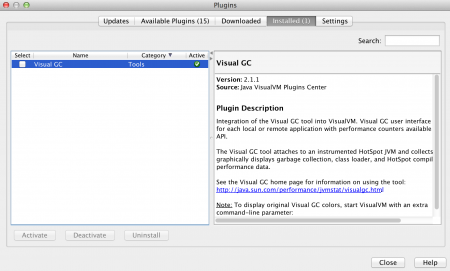 Plugins
Updates Available Plugins (15) Downloaded Installed (1) Settings
Search:
Select Name Category Active
Visual GC Tools
Visual GC
Version: 2.1.1
Source: Java VisualVM Plugins Center
Plugin Description
Integration of the Visual GC tool into VisualVM. Visual GC user interface
for each local or remote application with performance counters available
API.
The Visual GC tool attaches to an instrumented HotSpot JVM and collects
graphically displays garbage collection, class loader, and HotSpot compil
performance data.
See the Visual GC home page for information on using the tool:
http://java.sun.com/performance/jvmstat/visualgc.html
Note: To display original Visual GC colors, start VisualVM with an extra
command-line parameter:
Activate Deactivate Uninstall
Close Help